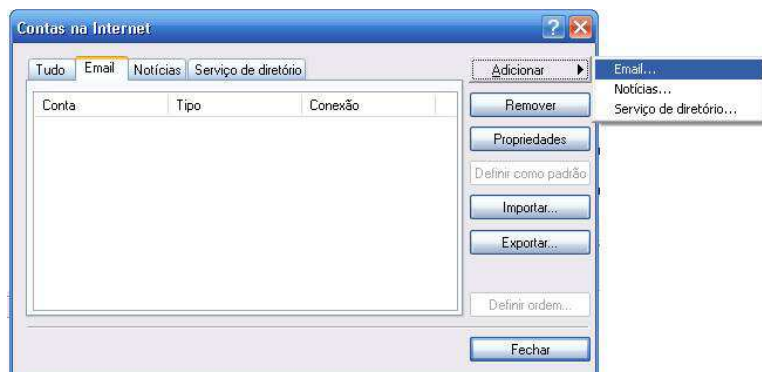 Contas na Internet
Tudo Email Notícias Serviço de diretório
Conta Tipo Conexão
Adicionar
Remover
Propriedades
Definir como padrão
Importar...
Exportar...
Definir ordem...
Fechar
Email...
Notícias...
Serviço de diretório...